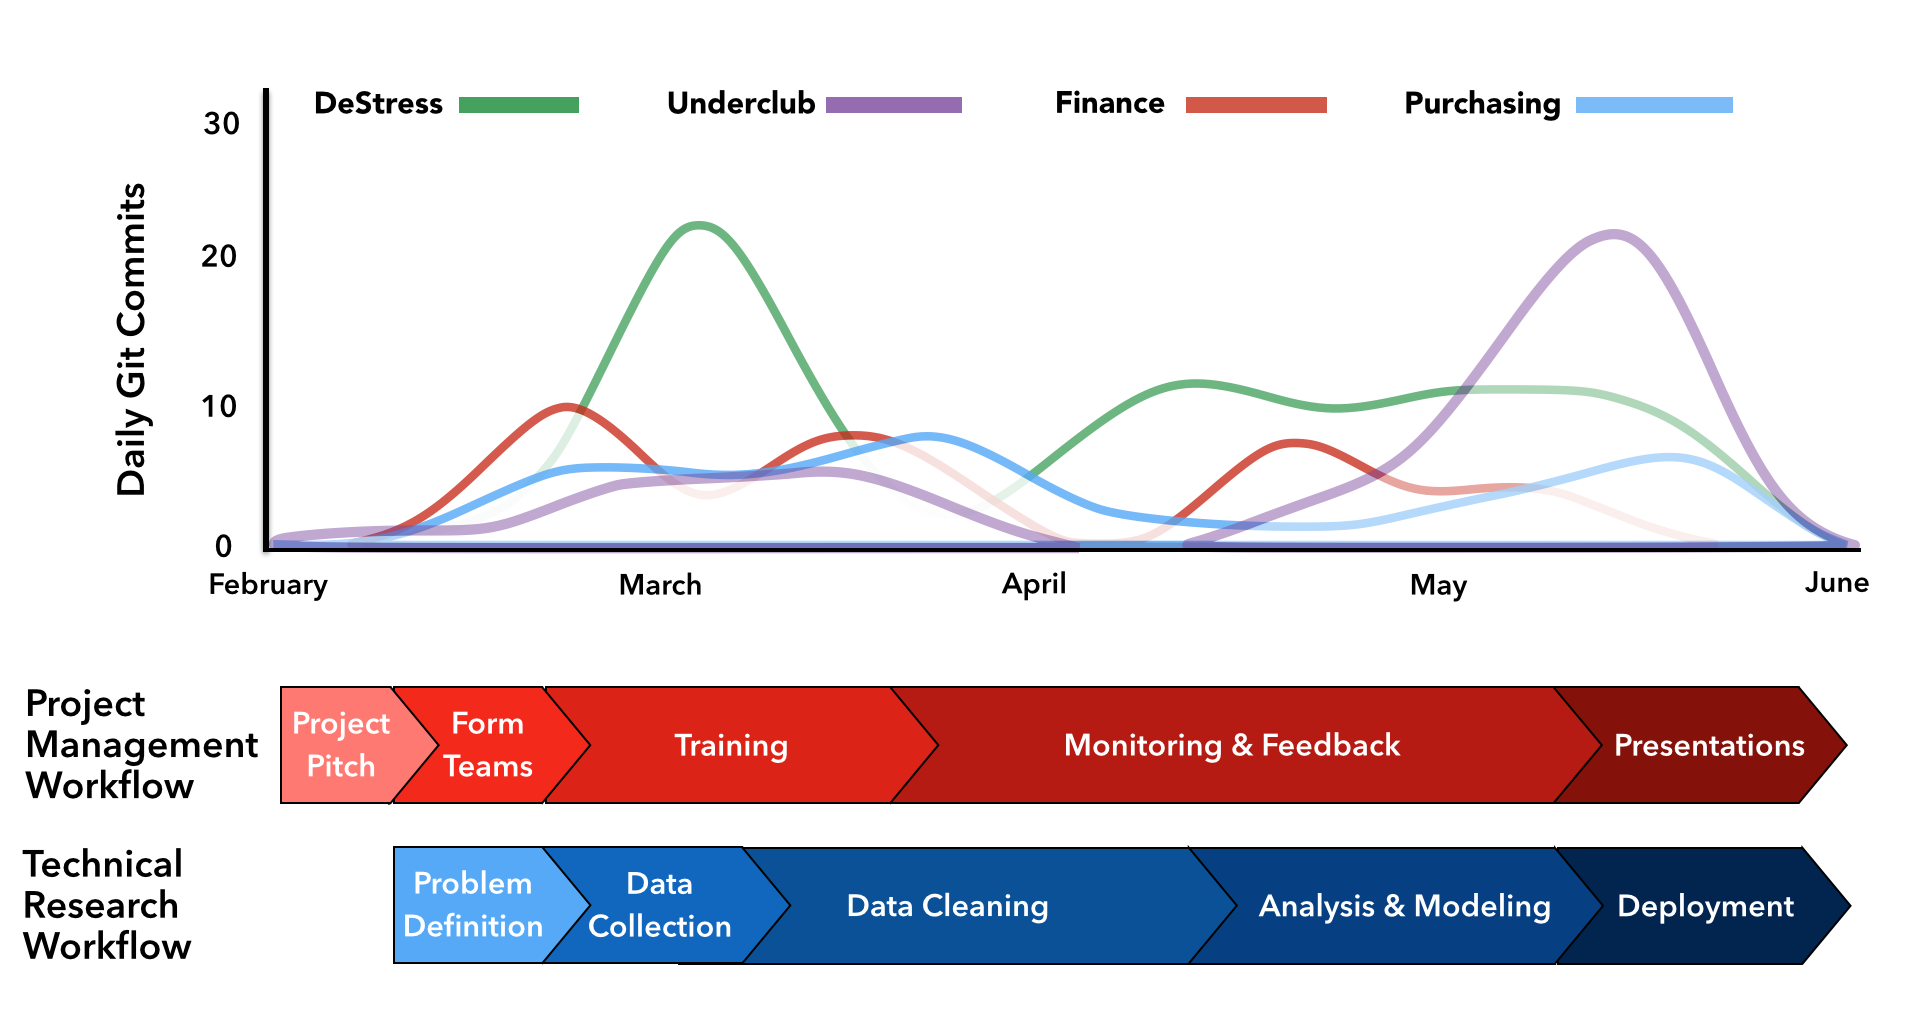 DeStress
Underclub
Finance
Purchasing
30
20
10
0
Daily Git Commits
February
March
April
May
June
Project
Management
Workflow
Project
Pitch
Form
Teams
Training
Monitoring & Feedback
Presentations
Technical
Research
Workflow
Problem
Definition
Data
Collection
Data Cleaning
Analysis & Modeling
Deployment